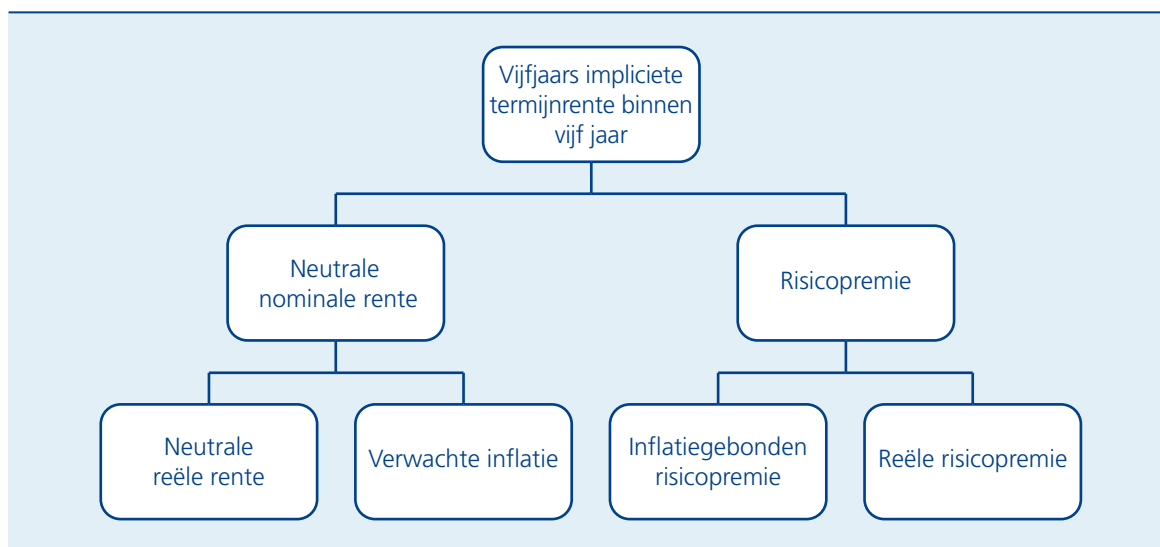 Vijfjaars impliciete
termijnrente binnen
vijf jaar
Neutrale
nominale rente
Risicopremie
Neutrale
reële rente
Verwachte inflatie
Inflatiegebonden
risicopremie
Reële risicopremie